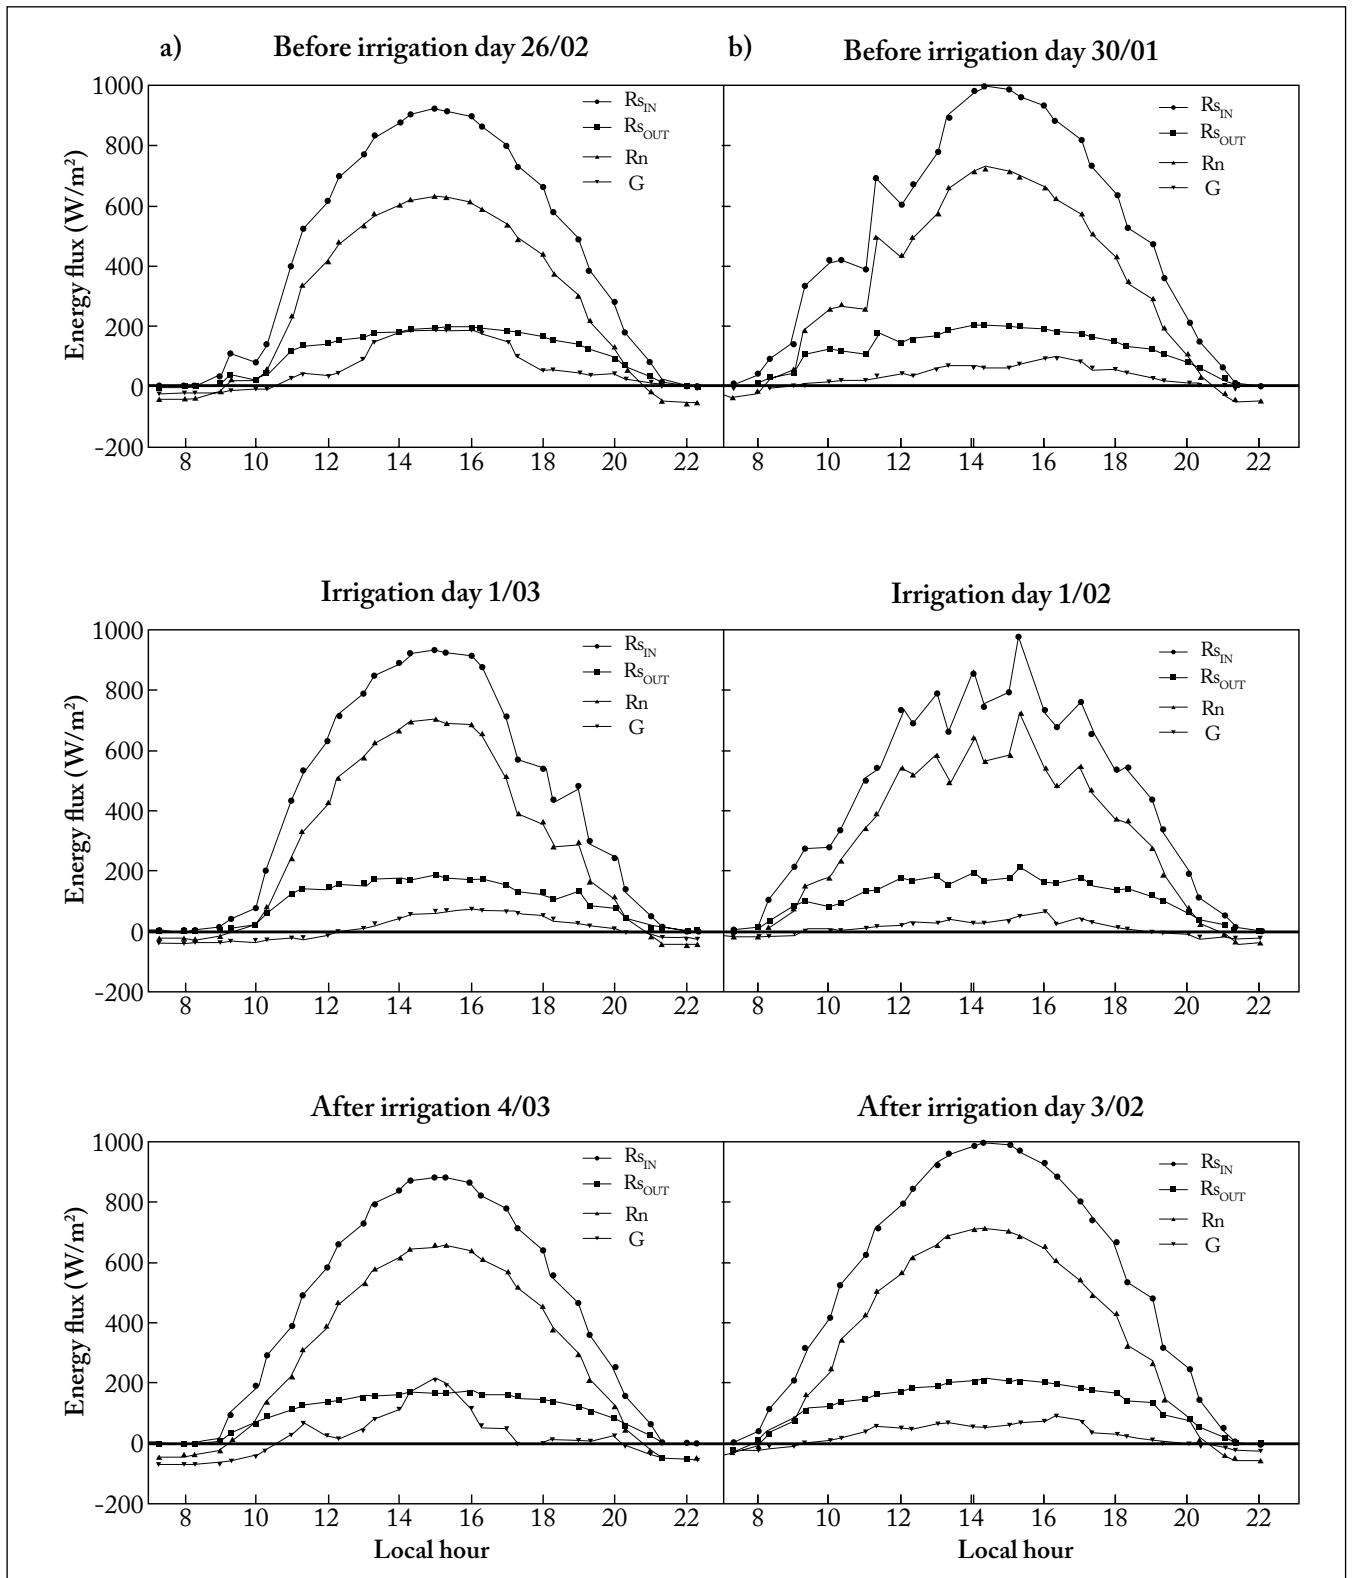 a) Before irrigation day 26/02
1000
800
600
400
200
0
-200
Energy flux (W/m²)
Rs_IN
Rs_OUT
Rn
G
8 10 12 14 16 18 20 22
b) Before irrigation day 30/01
Rs_IN
Rs_OUT
Rn
G
8 10 12 14 16 18 20 22
Irrigation day 1/03
1000
800
600
400
200
0
-200
Energy flux (W/m²)
Rs_IN
Rs_OUT
Rn
G
8 10 12 14 16 18 20 22
Irrigation day 1/02
Rs_IN
Rs_OUT
Rn
G
8 10 12 14 16 18 20 22
After irrigation 4/03
1000
800
600
400
200
0
-200
Energy flux (W/m²)
Rs_IN
Rs_OUT
Rn
G
8 10 12 14 16 18 20 22
Local hour
After irrigation day 3/02
Rs_IN
Rs_OUT
Rn
G
8 10 12 14 16 18 20 22
Local hour